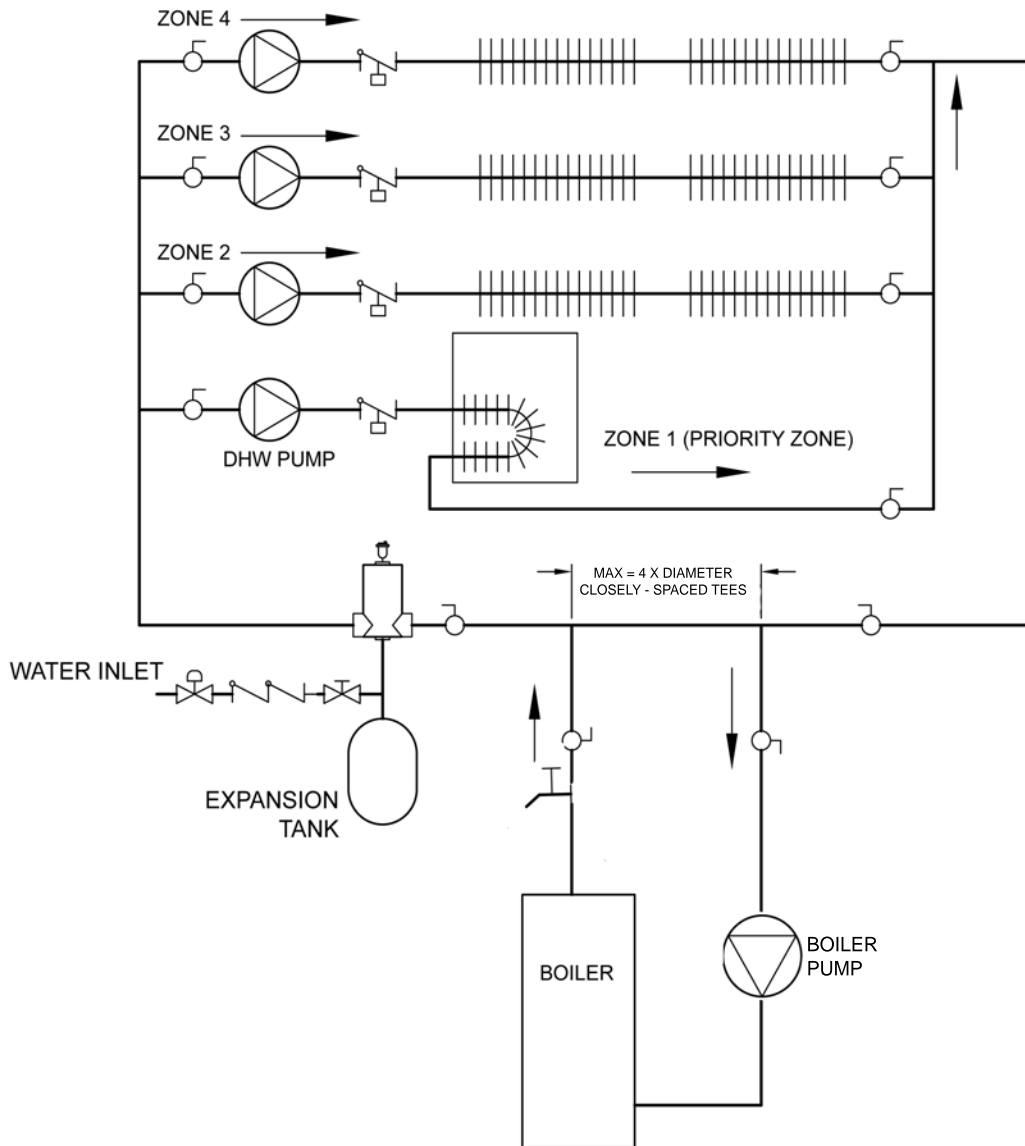 ZONE 4
ZONE 3
ZONE 2
DHW PUMP
ZONE 1 (PRIORITY ZONE)
MAX = 4 X DIAMETER
CLOSELY - SPACED TEES
WATER INLET
EXPANSION
TANK
BOILER
BOILER
PUMP